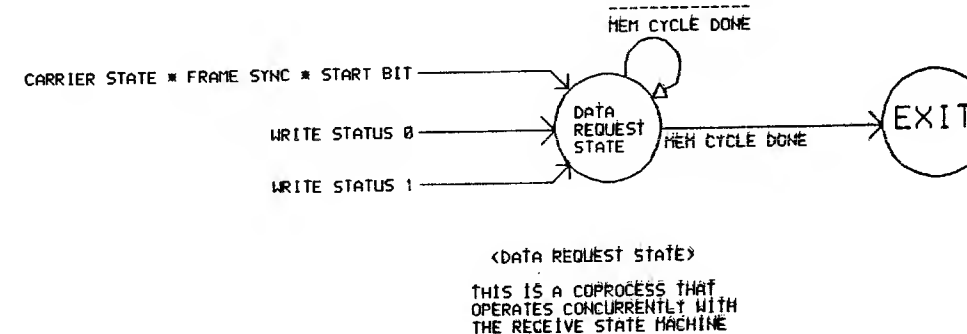 MEM CYCLE DONE
CARRIER STATE * FRAME SYNC * START BIT
WRITE STATUS 0
WRITE STATUS 1
DATA
REQUEST
STATE
MEM CYCLE DONE
EXIT
<DATA REQUEST STATE>
THIS IS A COPROCESS THAT
OPERATES CONCURRENTLY WITH
THE RECEIVE STATE MACHINE